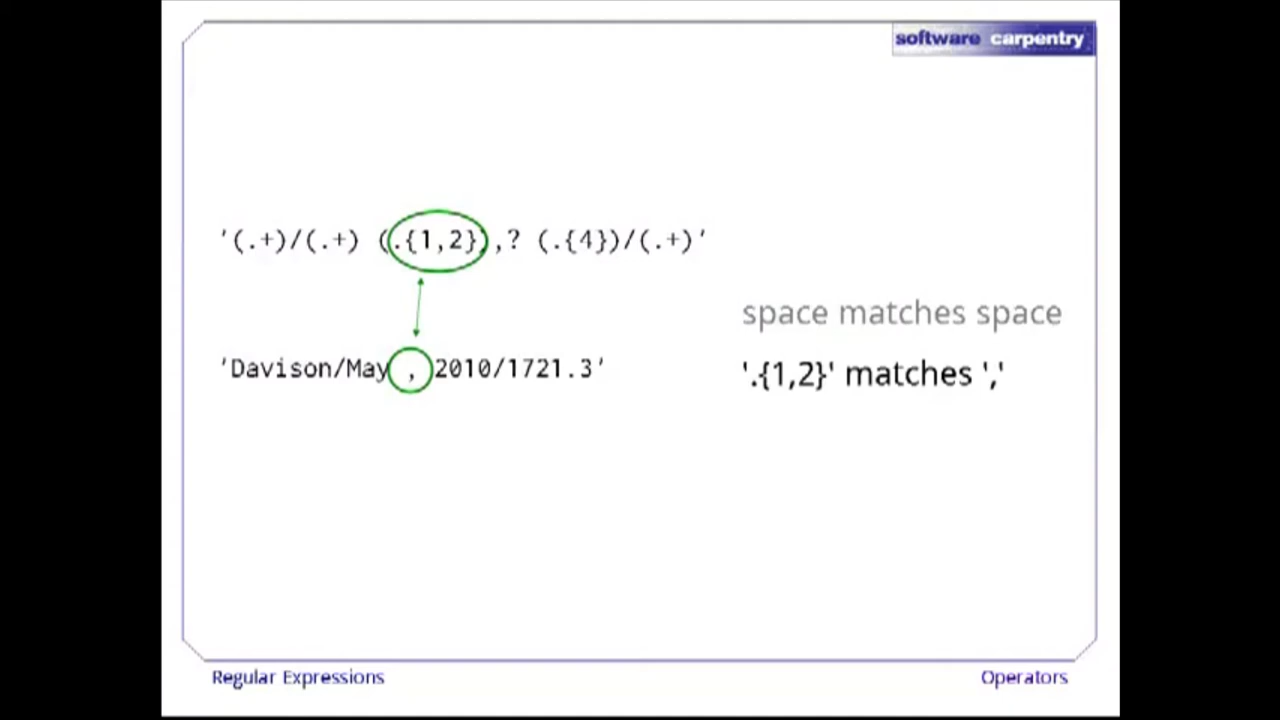 software carpentry
'(.+)/(.+) (.{1,2}),? (.{4})/(.+)'
space matches space
'Davison/May , 2010/1721.3'
'.{1,2}' matches ','
Regular Expressions
Operators